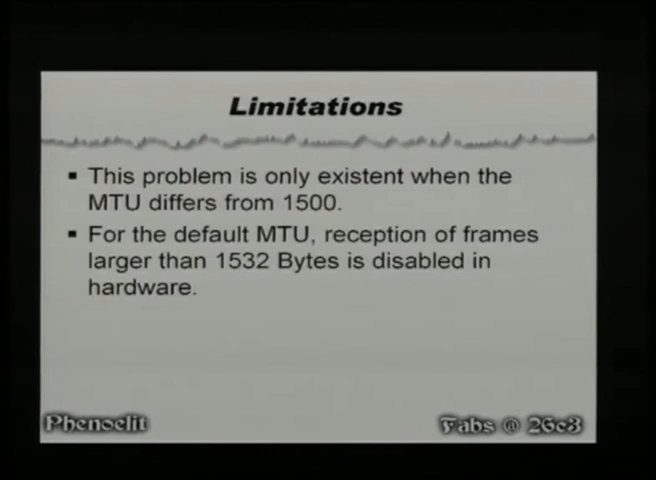 Limitations
▪ This problem is only existent when the
MTU differs from 1500.
▪ For the default MTU, reception of frames
larger than 1532 Bytes is disabled in
hardware.
Phenoelit
Fabs @ 26c3